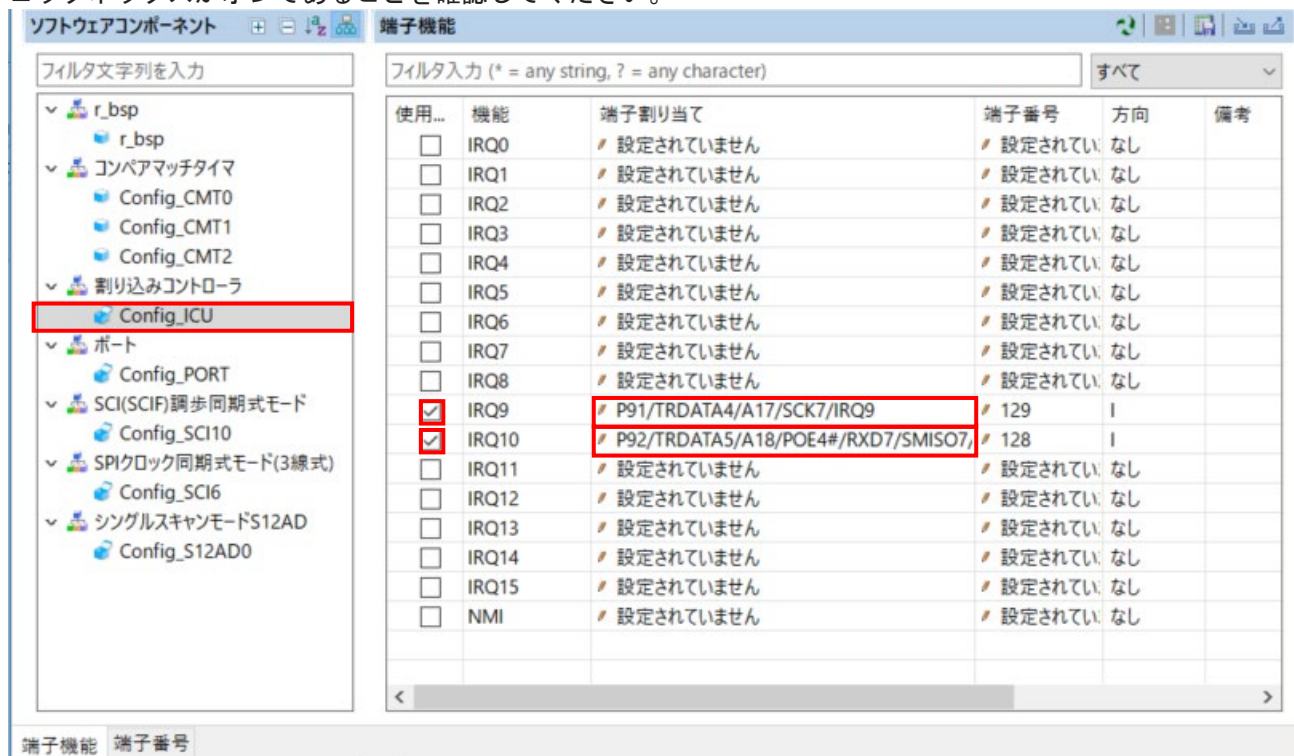 ソフトウェアコンポーネント
端子機能
フィルタ文字列を入力
フィルタ入力 (* = any string, ? = any character)
すべて
r_bsp
r_bsp
コンペアマッチタイマ
Config_CMT0
Config_CMT1
Config_CMT2
割り込みコントローラ
Config_ICU
ポート
Config_PORT
SCI(SCIF)調歩同期式モード
Config_SCI10
SPIクロック同期式モード(3線式)
Config_SCI6
シングルスキャンモードS12AD
Config_S12AD0
使用... 機能 端子割り当て 端子番号 方向 備考
IRQ0 設定されていません 設定されてい なし
IRQ1 設定されていません 設定されてい なし
IRQ2 設定されていません 設定されてい なし
IRQ3 設定されていません 設定されてい なし
IRQ4 設定されていません 設定されてい なし
IRQ5 設定されていません 設定されてい なし
IRQ6 設定されていません 設定されてい なし
IRQ7 設定されていません 設定されてい なし
IRQ8 設定されていません 設定されてい なし
IRQ9 P91/TRDATA4/A17/SCK7/IRQ9 129 I
IRQ10 P92/TRDATA5/A18/POE4#/RXD7/SMISO7/ 128 I
IRQ11 設定されていません 設定されてい なし
IRQ12 設定されていません 設定されてい なし
IRQ13 設定されていません 設定されてい なし
IRQ14 設定されていません 設定されてい なし
IRQ15 設定されていません 設定されてい なし
NMI 設定されていません 設定されてい なし
端子機能 端子番号